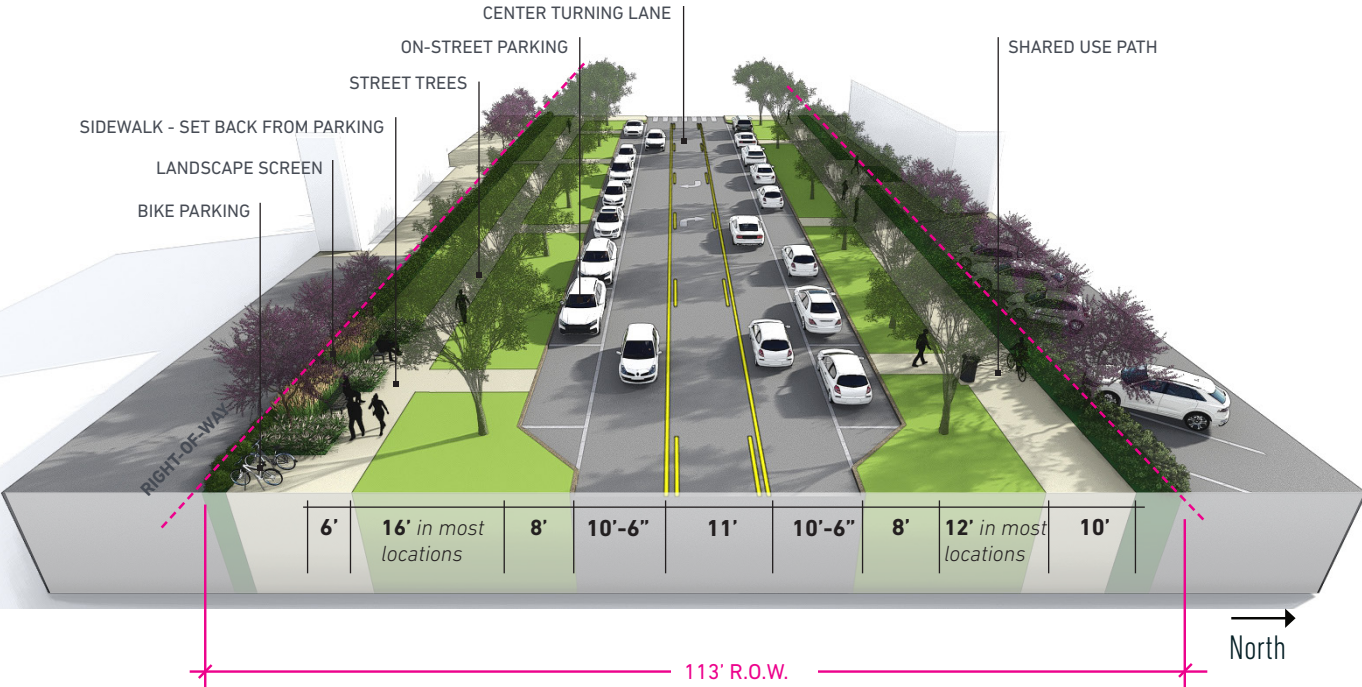 CENTER TURNING LANE
ON-STREET PARKING
SHARED USE PATH
STREET TREES
SIDEWALK - SET BACK FROM PARKING
LANDSCAPE SCREEN
BIKE PARKING
RIGHT-OF-WAY
6’
16’ in most
locations
8’
10’-6”
11’
10’-6”
8’
12’ in most
locations
10’
North
113’ R.O.W.